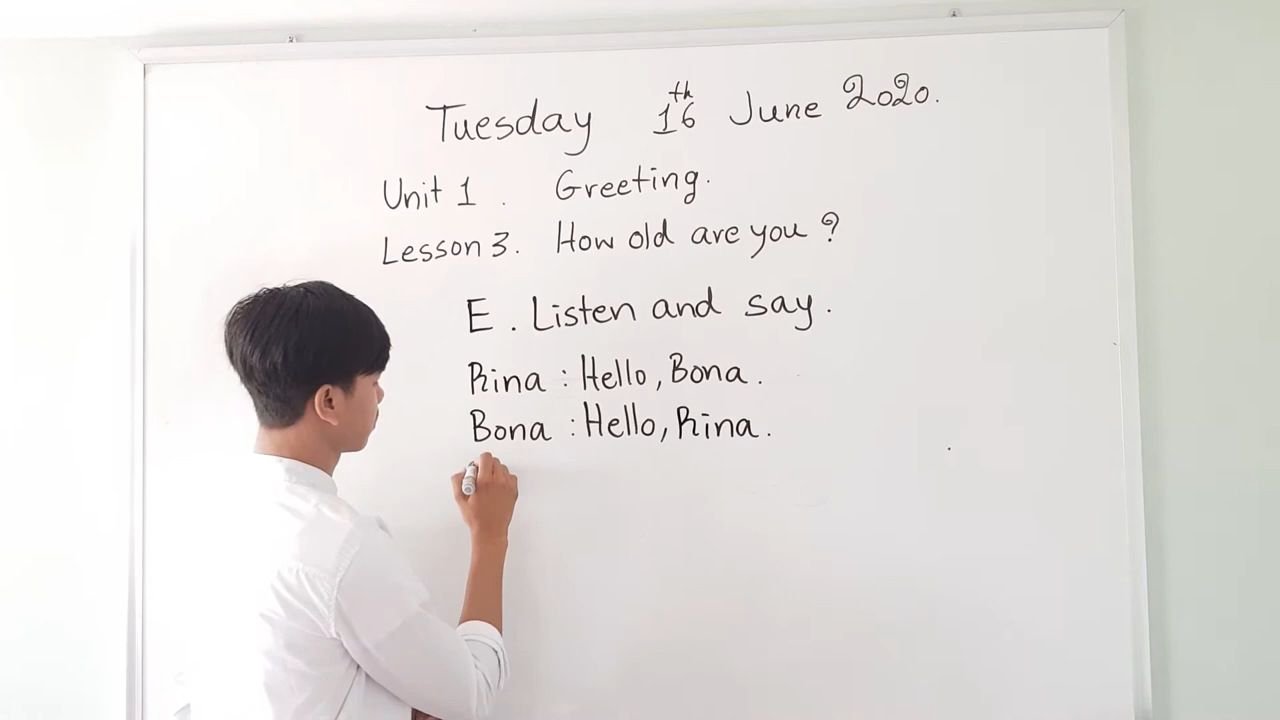 Tuesday 16th June 2020.
Unit 1. Greeting.
Lesson 3. How old are you ?
E. Listen and say.
Rina : Hello, Bona.
Bona : Hello, Rina.